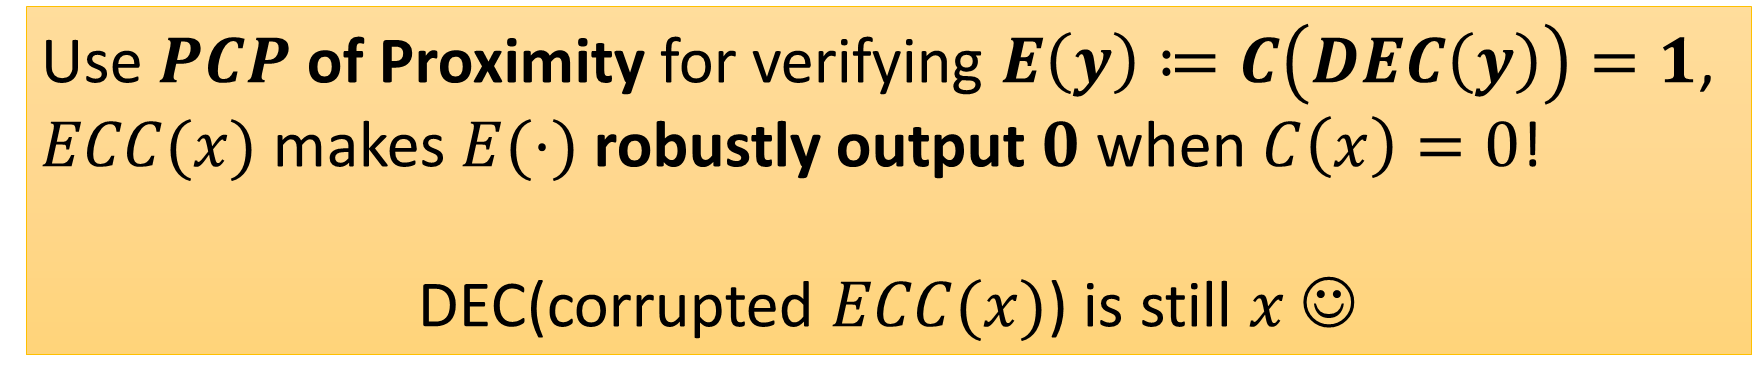 Use PCP of Proximity for verifying E(y) ≔ C(DEC(y)) = 1,
ECC(x) makes E(·) robustly output 0 when C(x) = 0!
DEC(corrupted ECC(x)) is still x ☺